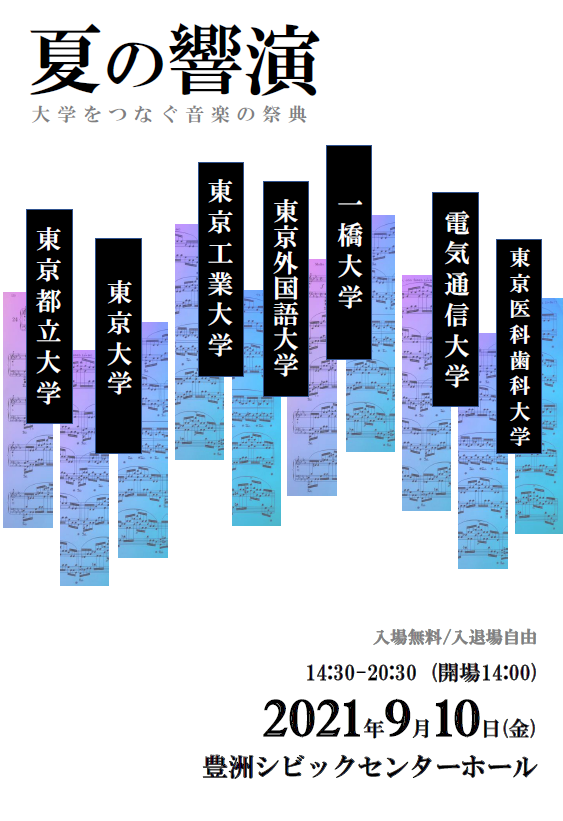 夏の響演
大学をつなぐ音楽の祭典
東京都立大学
東京大学
東京工業大学
東京外国語大学
一橋大学
電気通信大学
東京医科歯科大学
入場無料/入退場自由
14:30-20:30 (開場14:00)
2021年9月10日(金)
豊洲シビックセンターホール